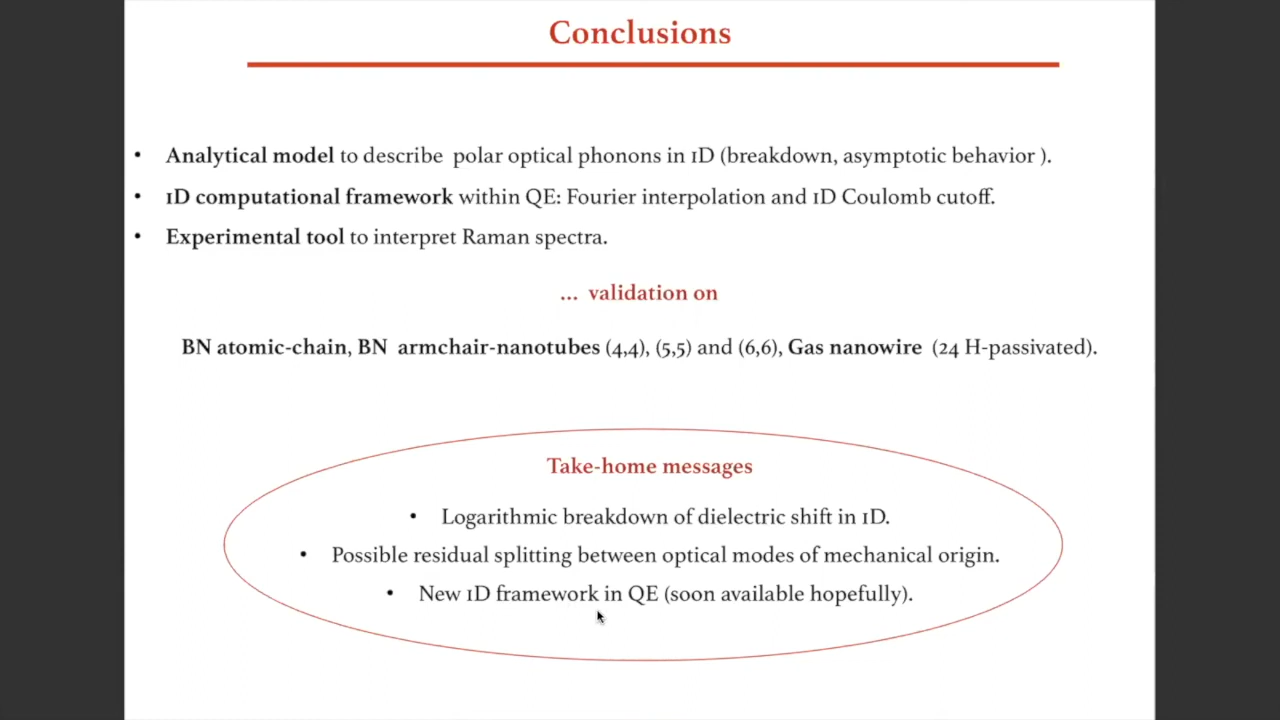 Conclusions
• Analytical model to describe polar optical phonons in 1D (breakdown, asymptotic behavior ).
• 1D computational framework within QE: Fourier interpolation and 1D Coulomb cutoff.
• Experimental tool to interpret Raman spectra.
... validation on
BN atomic-chain, BN armchair-nanotubes (4,4), (5,5) and (6,6), Gas nanowire (24 H-passivated).
Take-home messages
• Logarithmic breakdown of dielectric shift in 1D.
• Possible residual splitting between optical modes of mechanical origin.
• New 1D framework in QE (soon available hopefully).